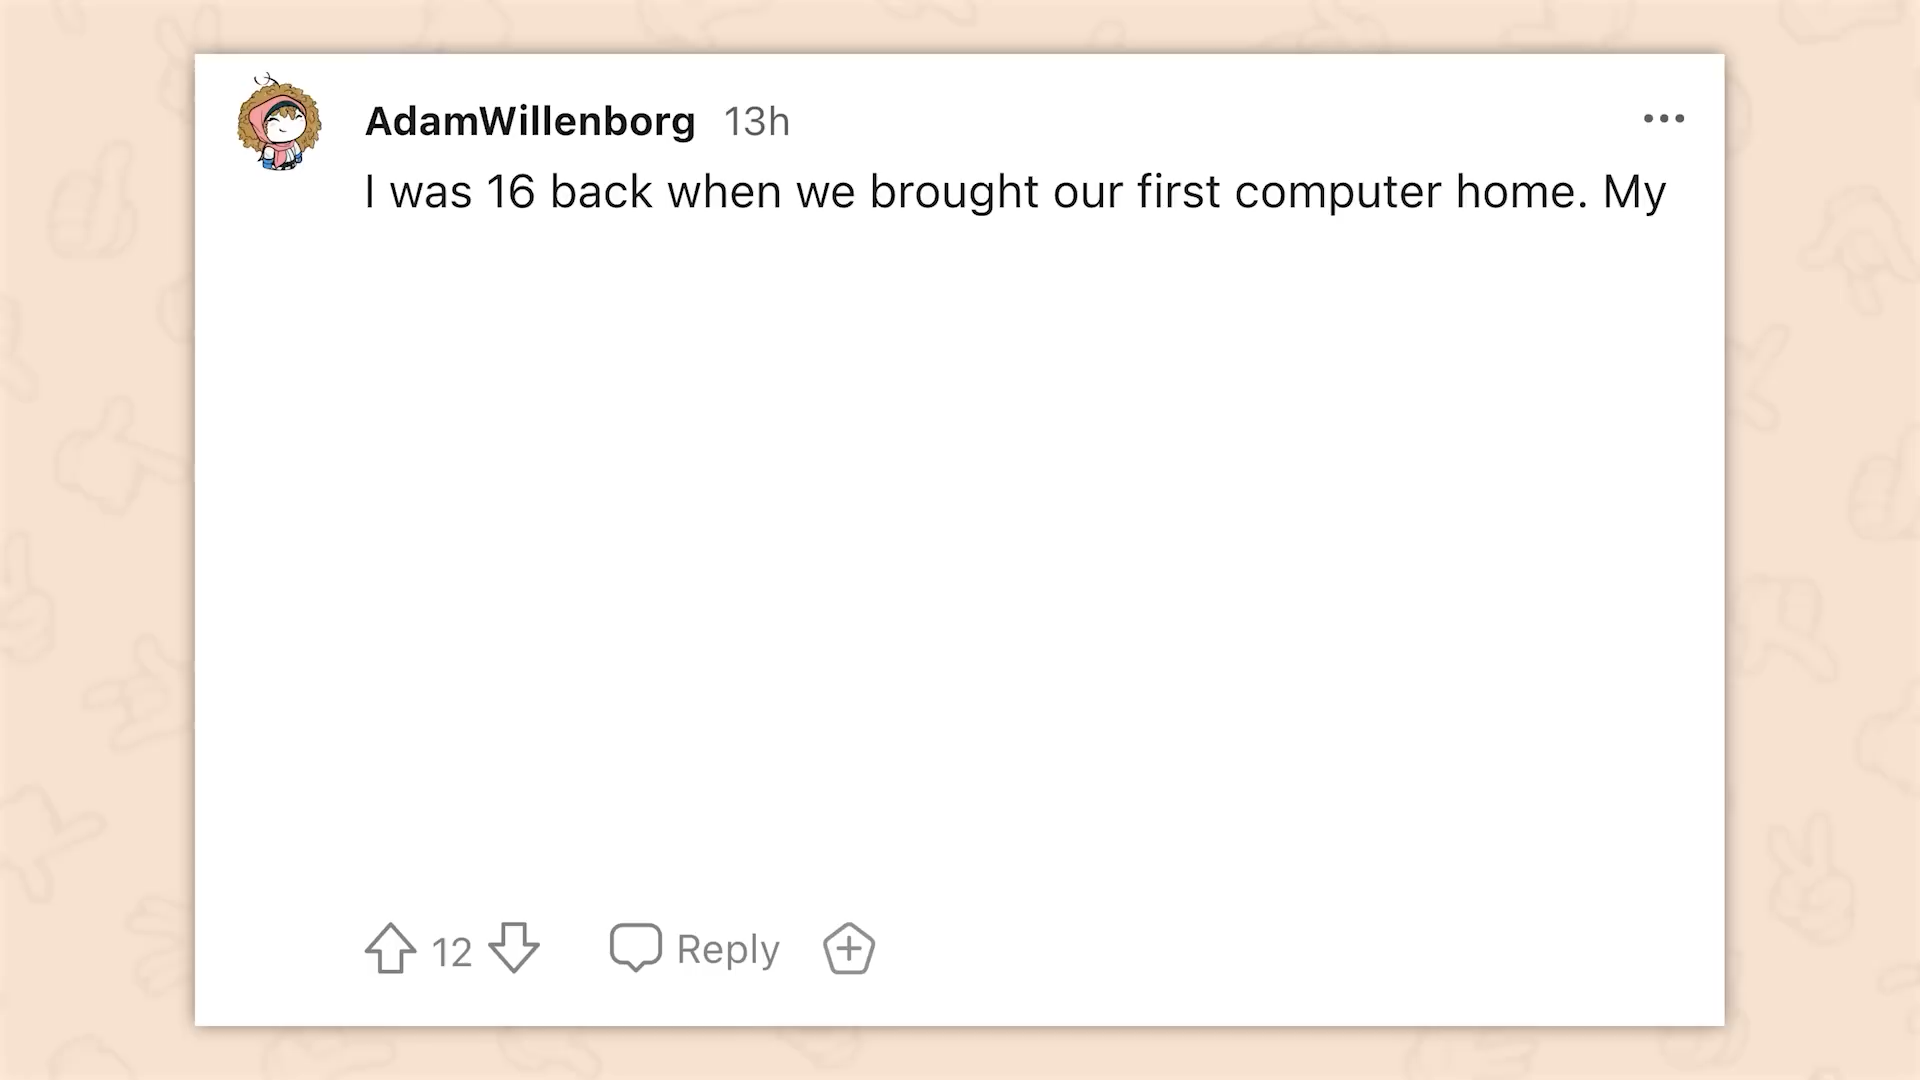 AdamWillenborg 13h
I was 16 back when we brought our first computer home. My
12 Reply